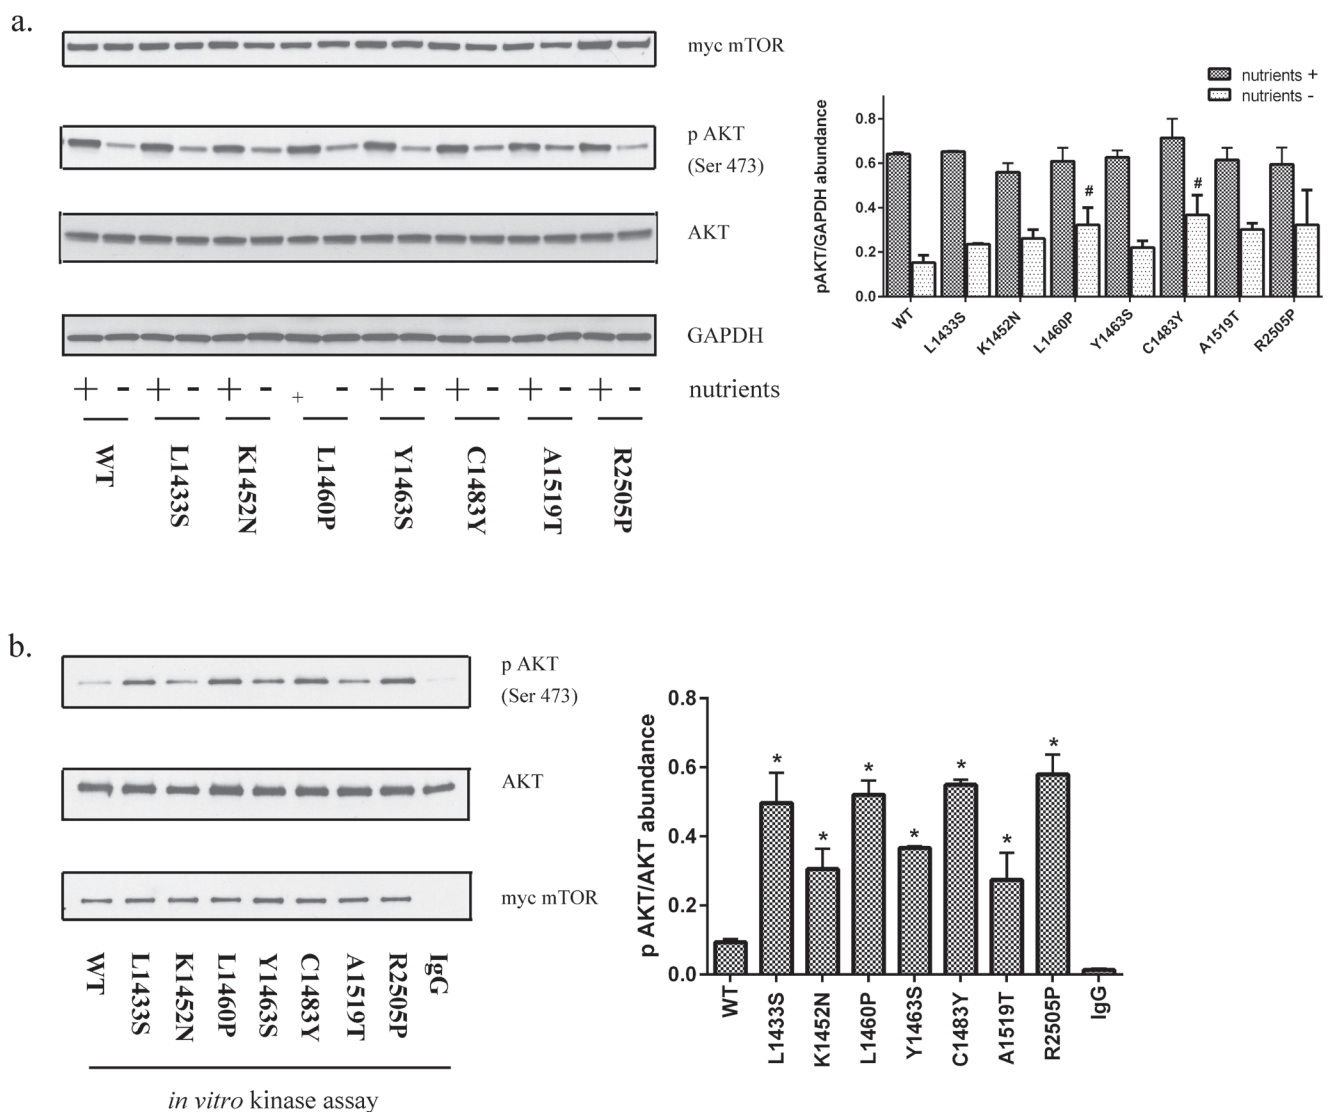 a.
myc mTOR
p AKT
(Ser 473)
AKT
GAPDH
+ - + - + - + - + - + - + - + - nutrients
WT L1433S K1452N L1460P Y1463S C1483Y A1519T R2505P
nutrients +
nutrients -
pAKT/GAPDH abundance
0.8
0.6
0.4
0.2
0.0
# #
WT L1433S K1452N L1460P Y1463S C1483Y A1519T R2505P
b.
p AKT
(Ser 473)
AKT
myc mTOR
WT L1433S K1452N L1460P Y1463S C1483Y A1519T R2505P IgG
in vitro kinase assay
p AKT/AKT abundance
0.8
0.6
0.4
0.2
0.0
* * * * * * *
WT L1433S K1452N L1460P Y1463S C1483Y A1519T R2505P IgG